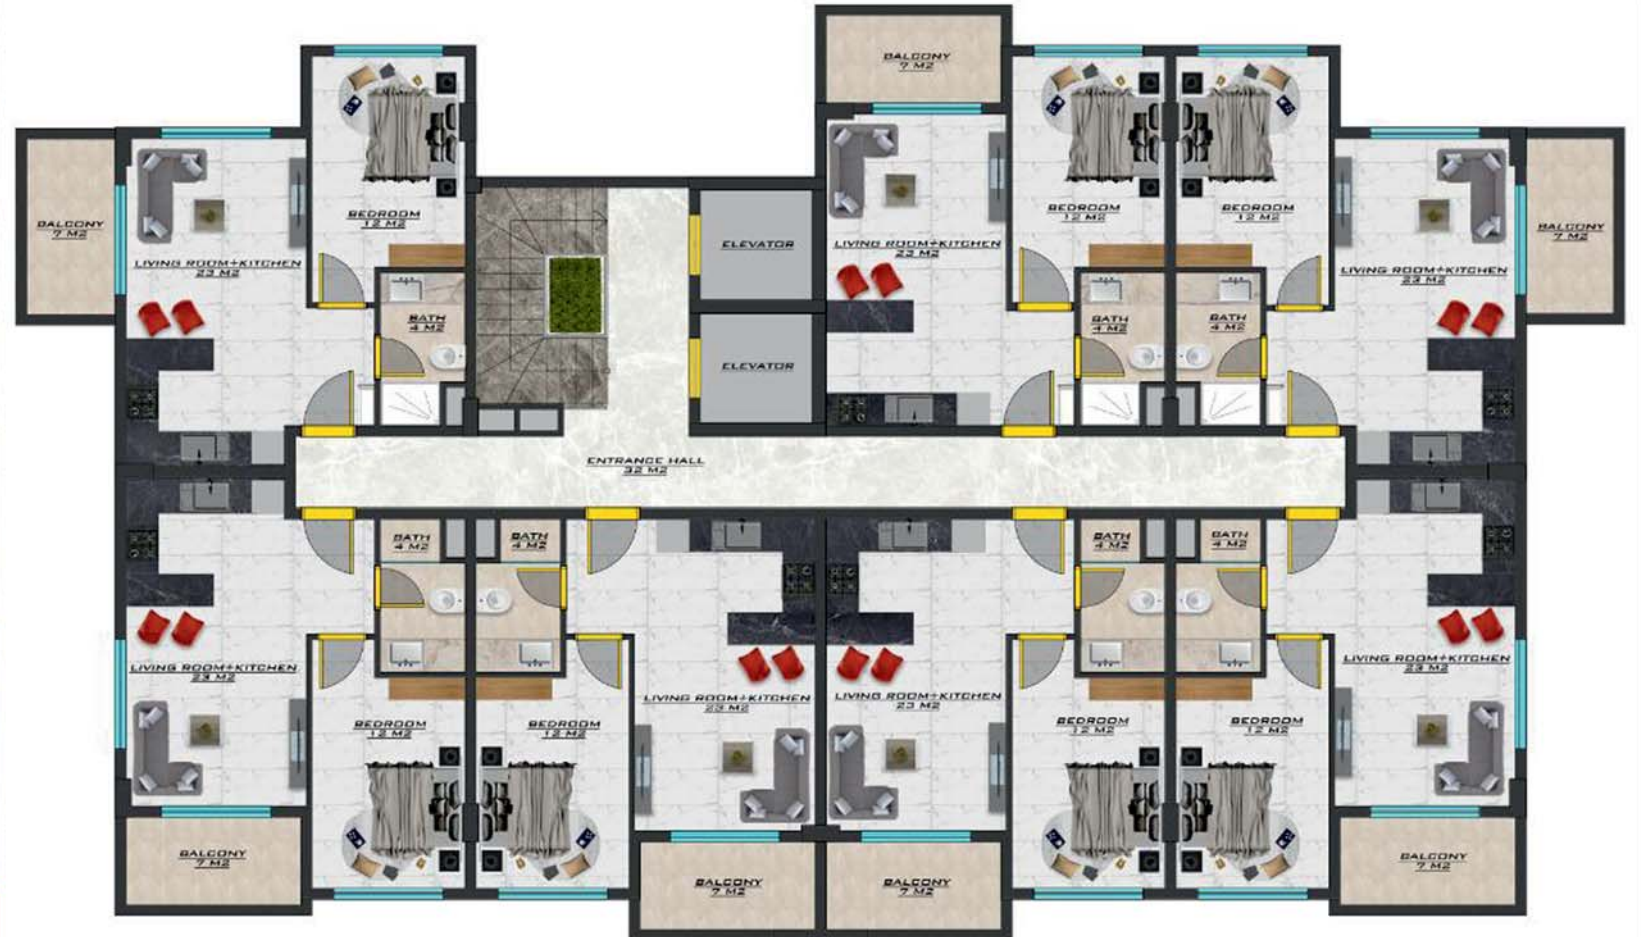 BALCONY
7 M2
BEDROOM
12 M2
BEDROOM
12 M2
BEDROOM
12 M2
BALCONY
7 M2
BALCONY
7 M2
ELEVATOR
LIVING ROOM+KITCHEN
23 M2
LIVING ROOM+KITCHEN
23 M2
LIVING ROOM+KITCHEN
23 M2
BATH
4 M2
BATH
4 M2
BATH
4 M2
ELEVATOR
ENTRANCE HALL
32 M2
BATH
4 M2
BATH
4 M2
BATH
4 M2
BATH
4 M2
LIVING ROOM+KITCHEN
23 M2
LIVING ROOM+KITCHEN
23 M2
LIVING ROOM+KITCHEN
23 M2
LIVING ROOM+KITCHEN
23 M2
BEDROOM
12 M2
BEDROOM
12 M2
BEDROOM
12 M2
BEDROOM
12 M2
BALCONY
7 M2
BALCONY
7 M2
BALCONY
7 M2
BALCONY
7 M2